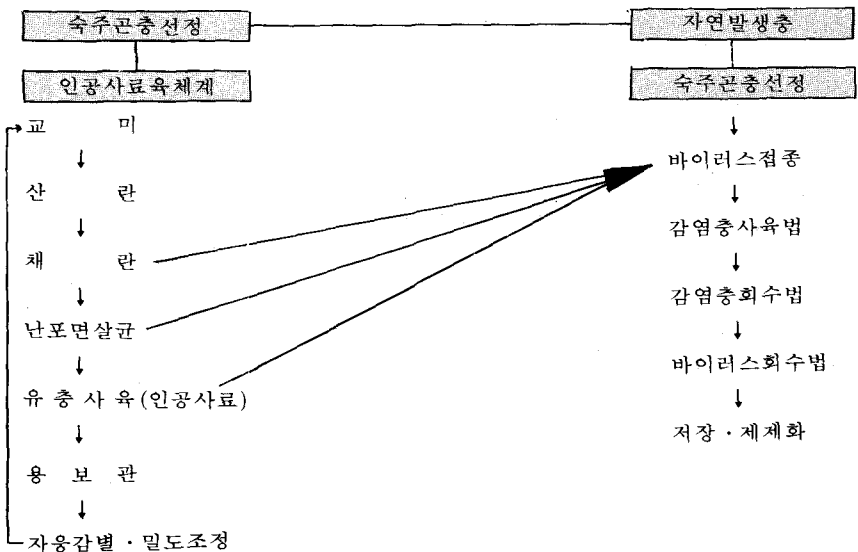 숙주곤충선정
인공사료육체계
교 미
산 란
채 란
난포면살균
유충사육(인공사료)
용 보 관
자웅감별·밀도조정
자연발생충
숙주곤충선정
바이러스접종
감염충사육법
감염충회수법
바이러스회수법
저장·제제화